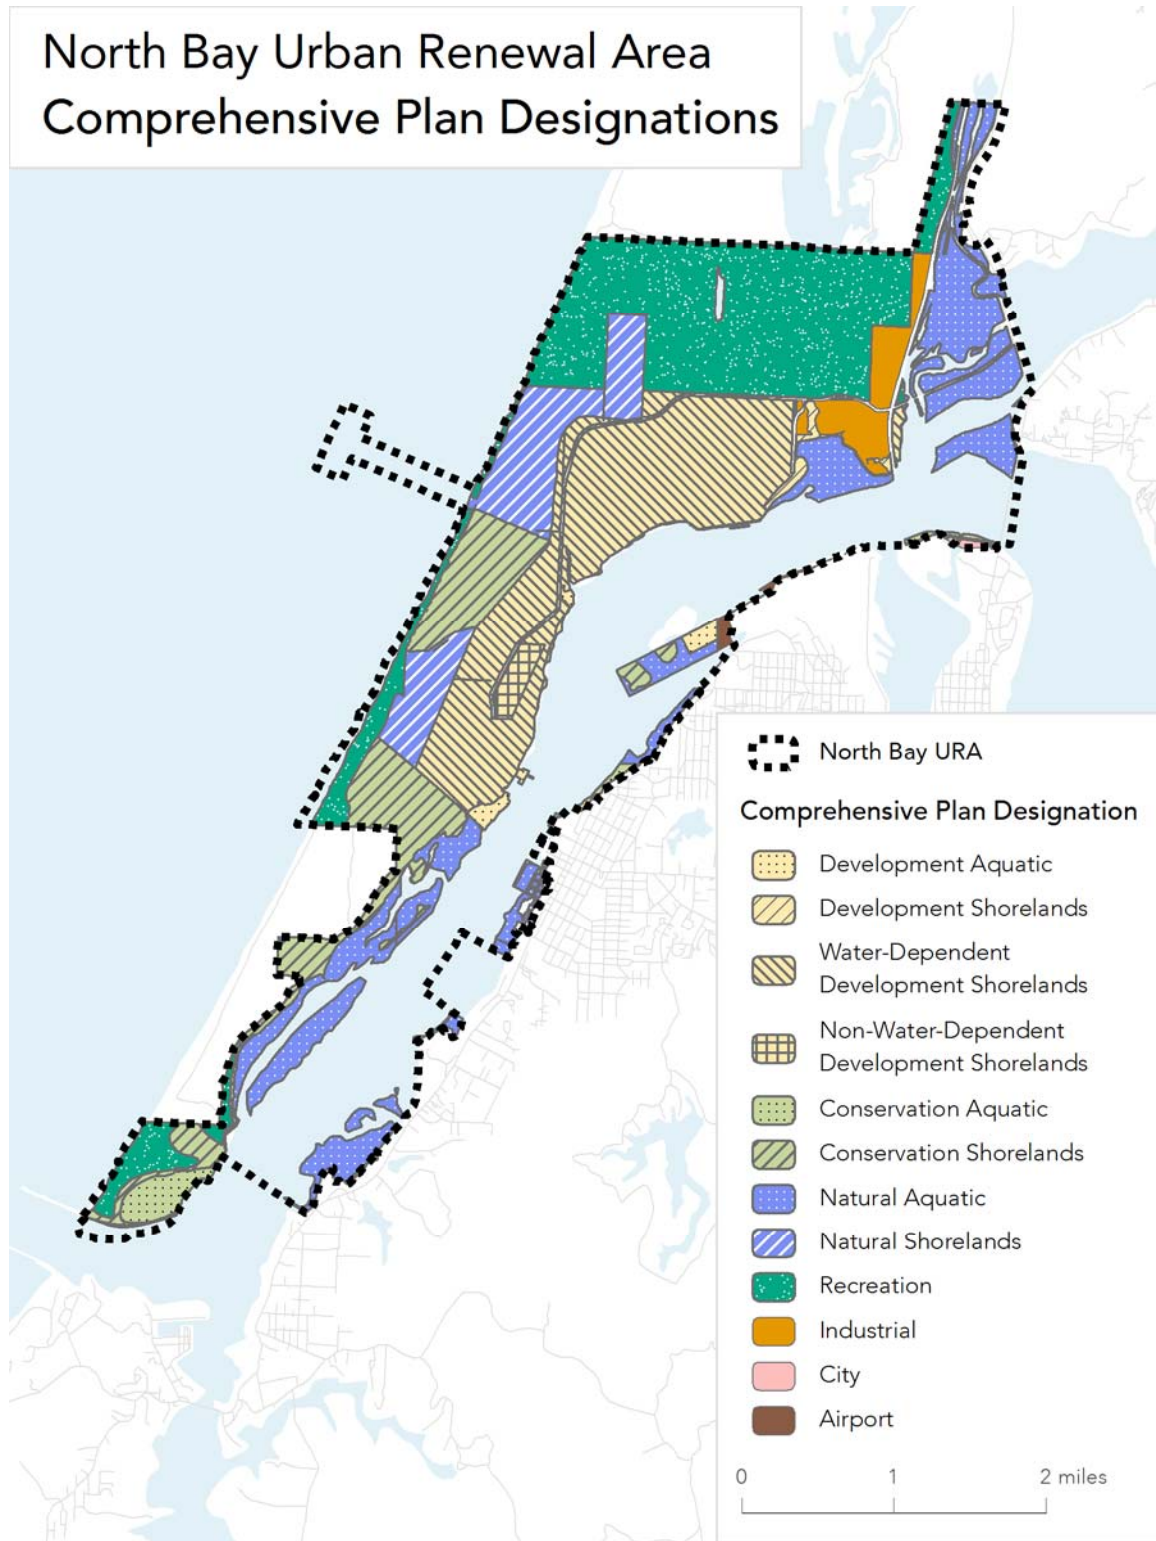 North Bay Urban Renewal Area
Comprehensive Plan Designations
North Bay URA
Comprehensive Plan Designation
Development Aquatic
Development Shorelands
Water-Dependent
Development Shorelands
Non-Water-Dependent
Development Shorelands
Conservation Aquatic
Conservation Shorelands
Natural Aquatic
Natural Shorelands
Recreation
Industrial
City
Airport
0 1 2 miles